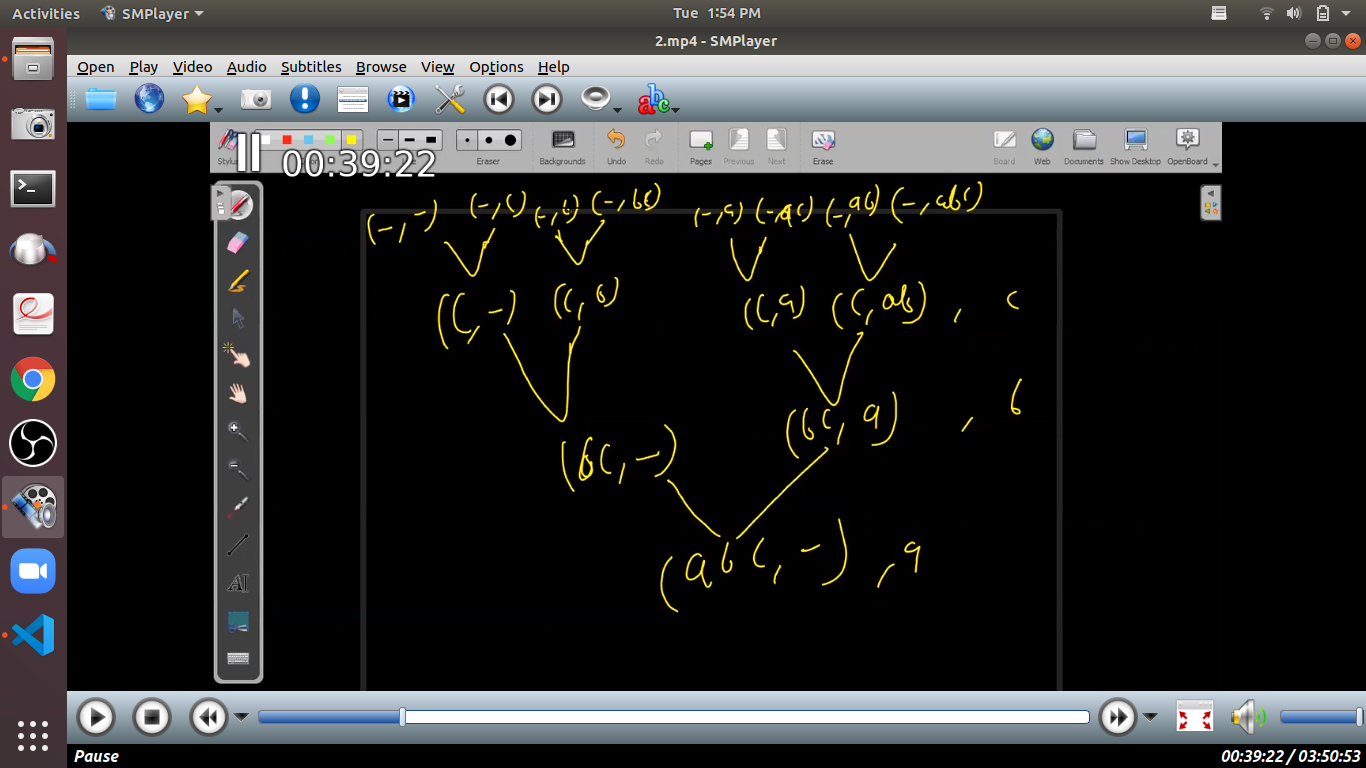 Activities SMPlayer Tue 1:54 PM
2.mp4 - SMPlayer
Open Play Video Audio Subtitles Browse View Options Help
Stylus Eraser Backgrounds Undo Redo Pages Previous Next Erase Board Web Documents Show Desktop OpenBoard
00:39:22
(-,-) (-,c) (-,b) (-,bc) (-,a) (-,ac) (-,ab) (-,abc)
(c,-) (c,b) (c,a) (c,ab) , c
(bc,-) (bc,a) , b
(abc,-) , a
AI
Pause 00:39:22 / 03:50:53